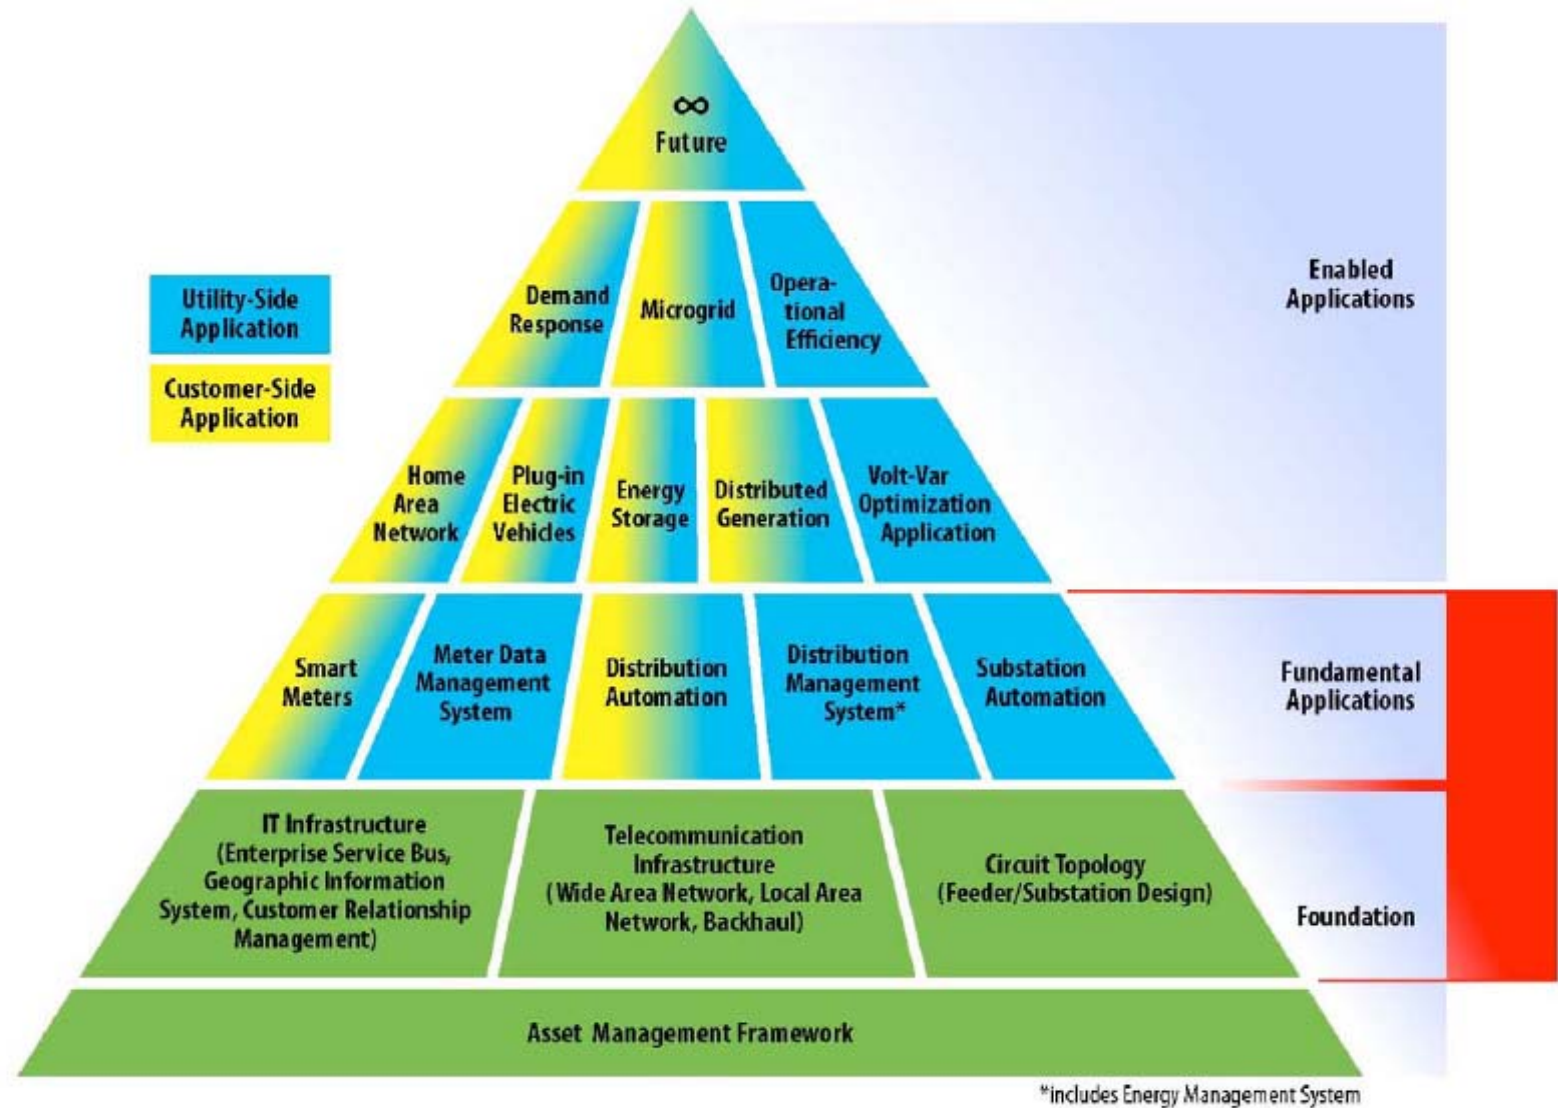 ∞
Future
Demand
Response
Microgrid
Opera-
tional
Efficiency
Enabled
Applications
Utility-Side
Application
Customer-Side
Application
Home
Area
Network
Plug-in
Electric
Vehicles
Energy
Storage
Distributed
Generation
Volt-Var
Optimization
Application
Smart
Meters
Meter Data
Management
System
Distribution
Automation
Distribution
Management
System*
Substation
Automation
Fundamental
Applications
IT Infrastructure
(Enterprise Service Bus,
Geographic Information
System, Customer Relationship
Management)
Telecommunication
Infrastructure
(Wide Area Network, Local Area
Network, Backhaul)
Circuit Topology
(Feeder/Substation Design)
Foundation
Asset Management Framework
*includes Energy Management System